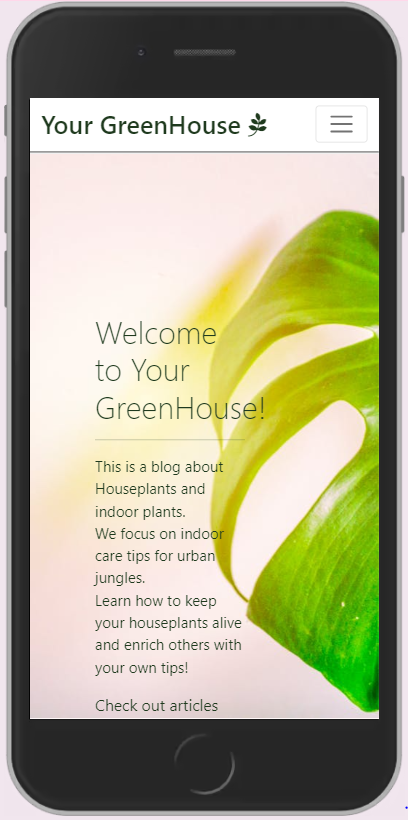 Your GreenHouse
Welcome
to Your
GreenHouse!
This is a blog about
Houseplants and
indoor plants.
We focus on indoor
care tips for urban
jungles.
Learn how to keep
your houseplants alive
and enrich others with
your own tips!
Check out articles